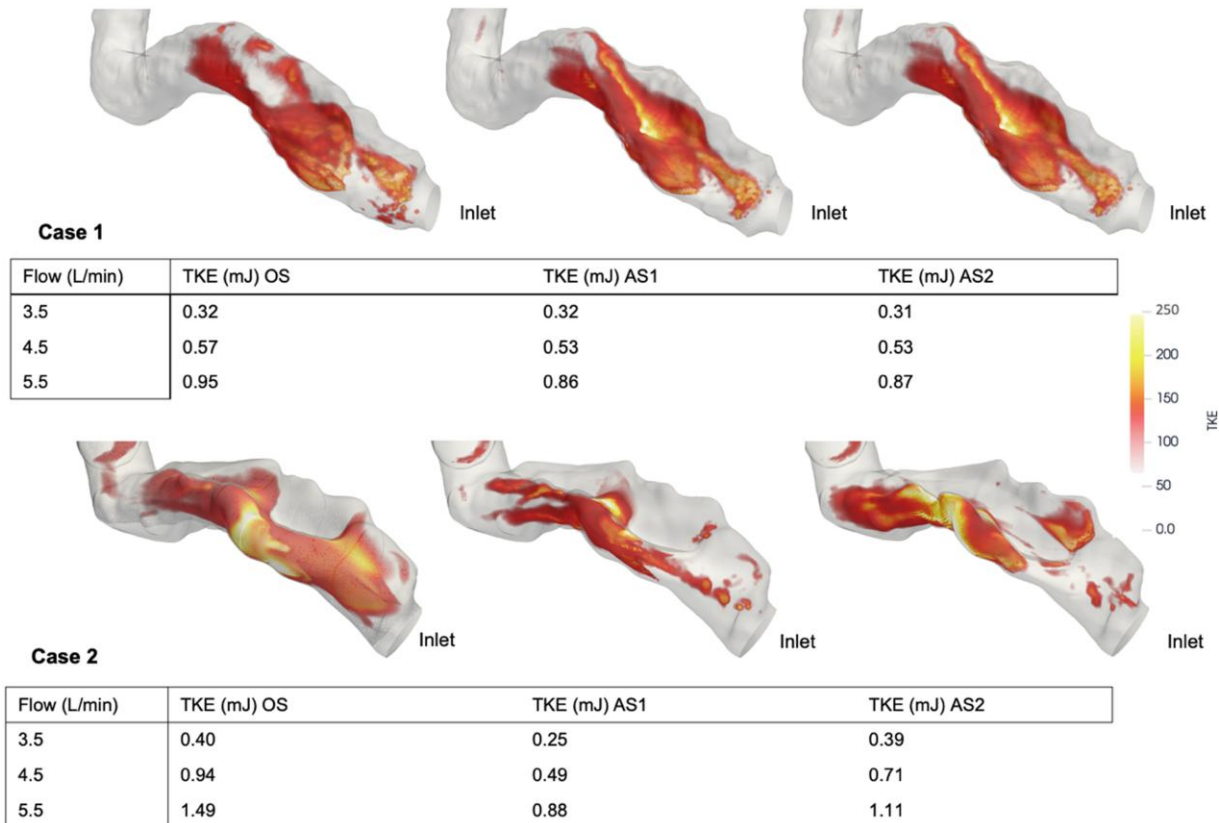 Inlet Inlet Inlet
Case 1
Flow (L/min) TKE (mJ) OS TKE (mJ) AS1 TKE (mJ) AS2
3.5 0.32 0.32 0.31
4.5 0.57 0.53 0.53
5.5 0.95 0.86 0.87
250
200
150
100
50
0.0
TKE
Inlet Inlet Inlet
Case 2
Flow (L/min) TKE (mJ) OS TKE (mJ) AS1 TKE (mJ) AS2
3.5 0.40 0.25 0.39
4.5 0.94 0.49 0.71
5.5 1.49 0.88 1.11